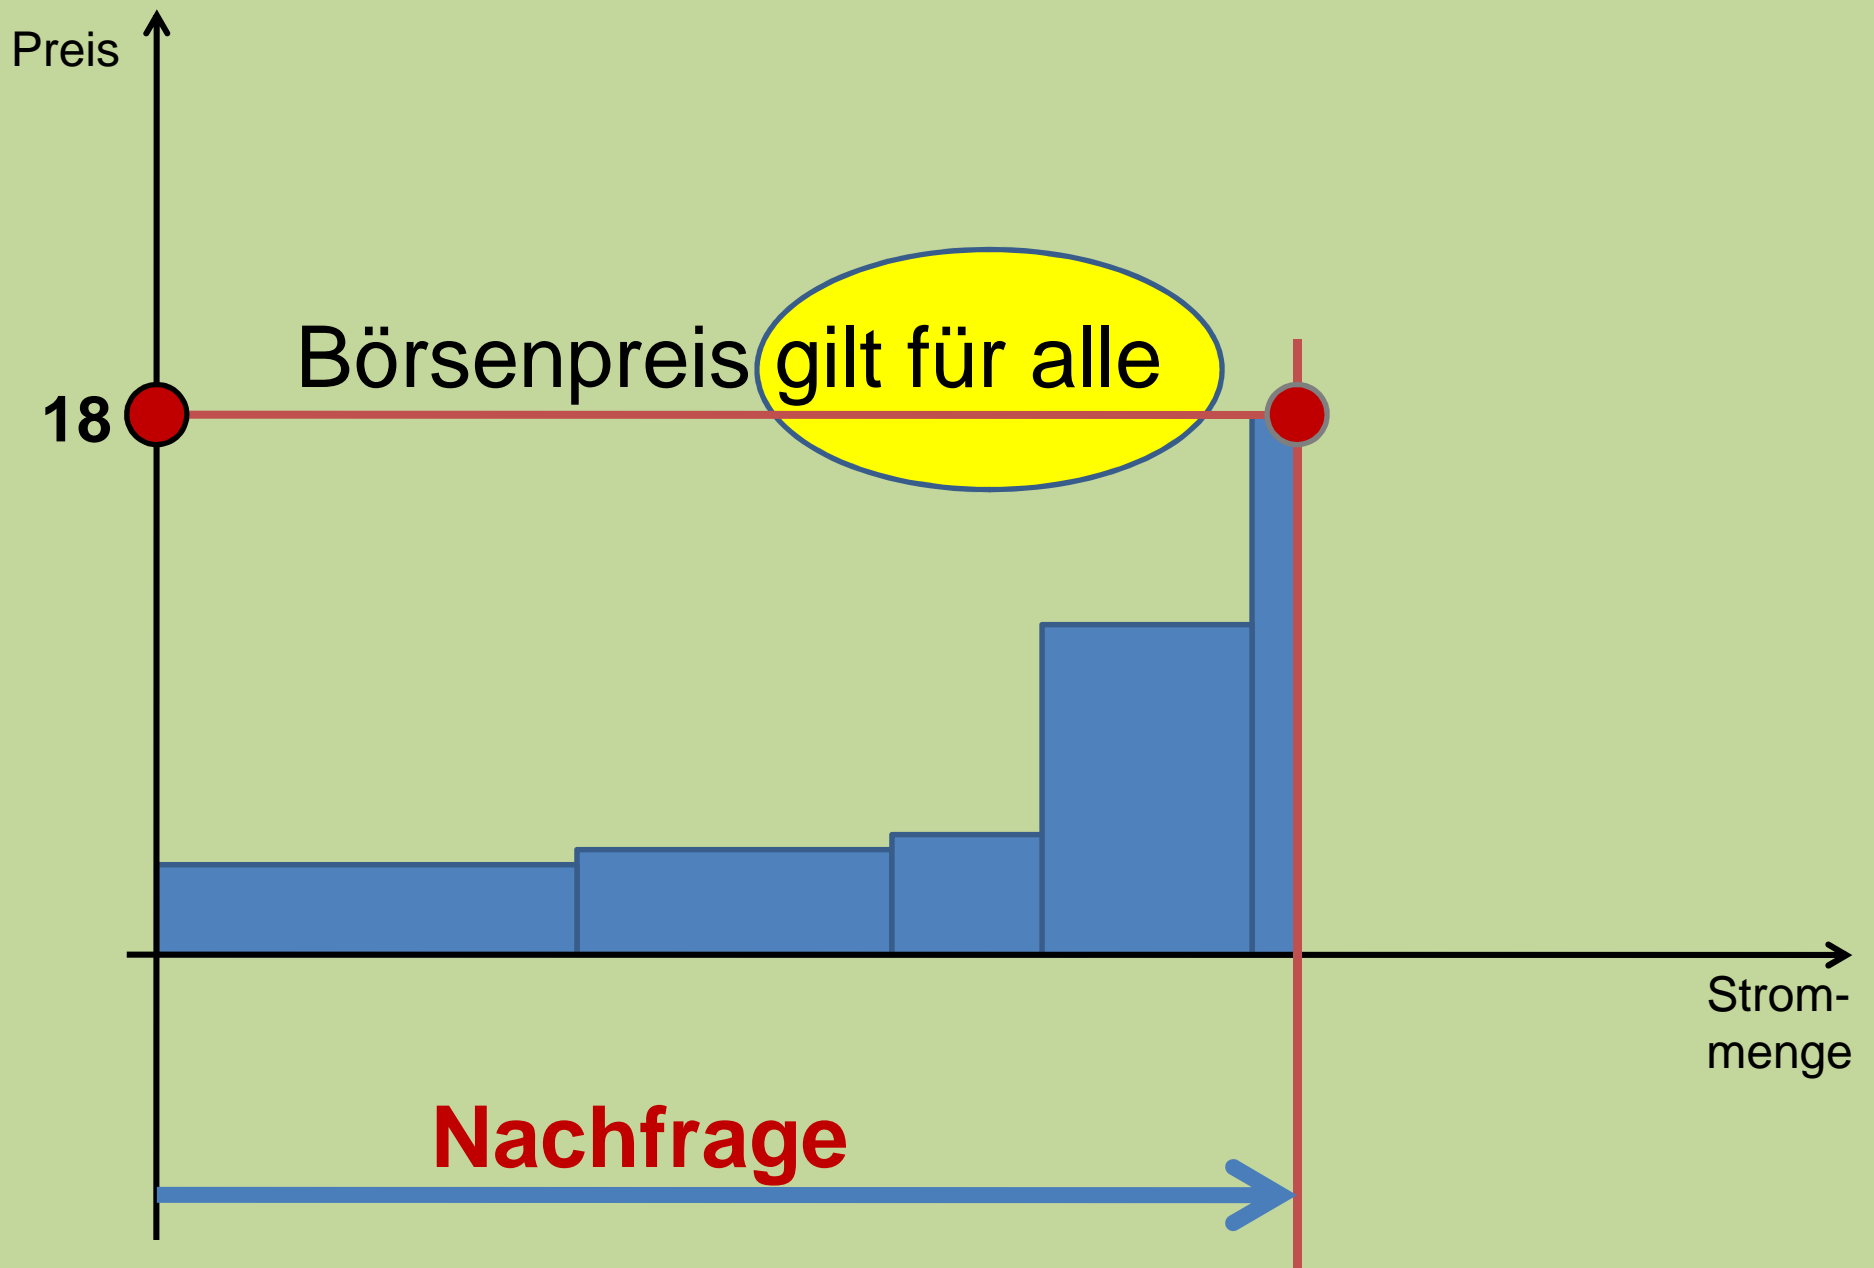 Preis
Börsenpreis gilt für alle
18
Strom-
menge
Nachfrage